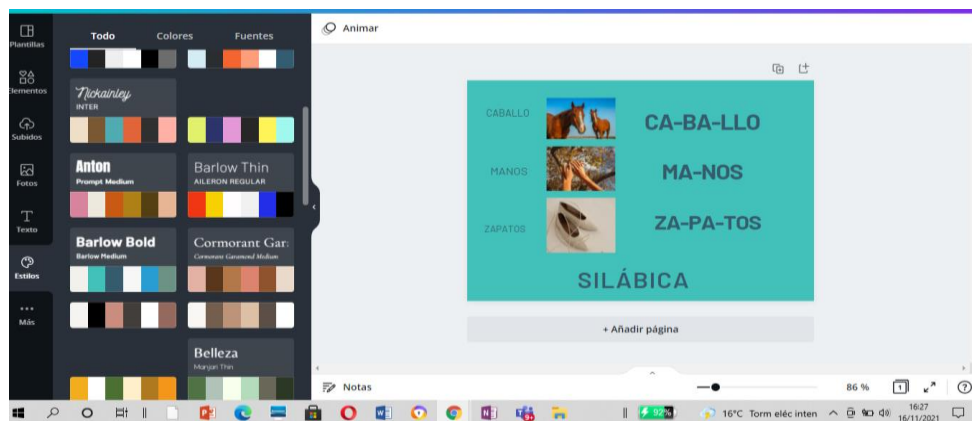 Plantillas
Elementos
Subidos
Fotos
Texto
Estilos
Más
Todo Colores Fuentes
Nickainley
INTER
Anton
Prompt Medium
Barlow Thin
AILERON REGULAR
Barlow Bold
Barlow Medium
Cormorant Gar
Cormorant Garamond Medium
Belleza
Marjan Thin
Animar
CABALLO CA-BA-LLO
MANOS MA-NOS
ZAPATOS ZA-PA-TOS
SILÁBICA
+ Añadir página
Notas
86 %
1
?
92%
16°C Torm eléc inten
16:27
16/11/2021